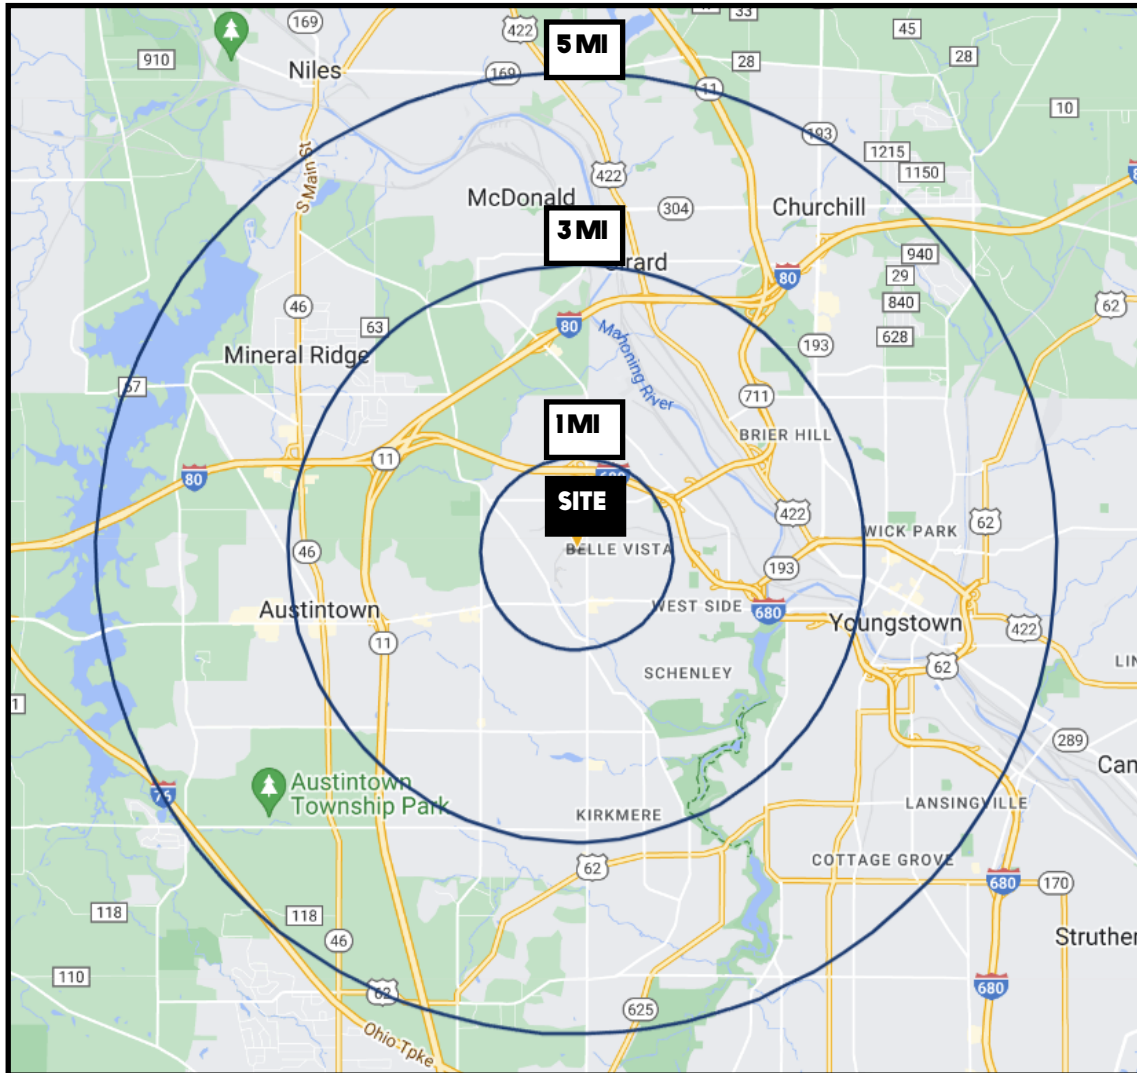 169
422
33
45
910
5 MI
28
28
Niles
169
11
10
193
1215
1150
S Main St
422
McDonald
304
Churchill
3 MI
940
80
29
46
840
62
63
80
628
193
Mineral Ridge
Mahoning River
67
711
1 MI
BRIER HILL
11
80
680
SITE
422
62
WICK PARK
46
BELLE VISTA
193
Austintown
WEST SIDE
680
Youngstown
422
11
62
SCHENLEY
289
76
Austintown
Township Park
LANSINGVILLE
KIRKMERE
COTTAGE GROVE
62
680
170
118
118
46
Struther
110
62
680
625
Ohio Tpke